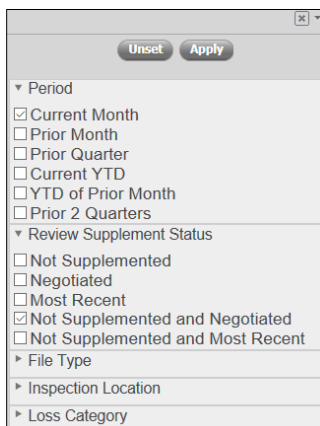 Unset Apply
Period
Current Month
Prior Month
Prior Quarter
Current YTD
YTD of Prior Month
Prior 2 Quarters
Review Supplement Status
Not Supplemented
Negotiated
Most Recent
Not Supplemented and Negotiated
Not Supplemented and Most Recent
File Type
Inspection Location
Loss Category